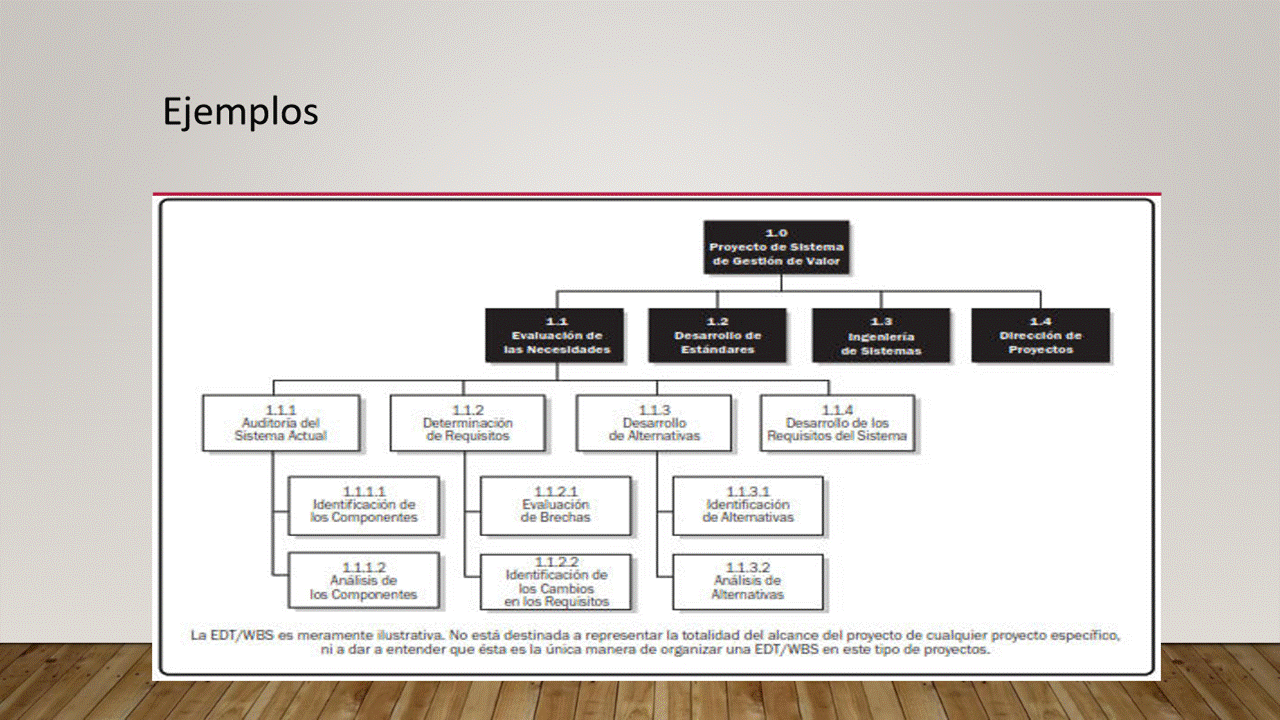 Ejemplos
1.0
Proyecto de Sistema
de Gestión de Valor
1.1
Evaluación de
las Necesidades
1.2
Desarrollo de
Estándares
1.3
Ingeniería
de Sistemas
1.4
Dirección de
Proyectos
1.1.1
Auditoría del
Sistema Actual
1.1.2
Determinación
de Requisitos
1.1.3
Desarrollo
de Alternativas
1.1.4
Desarrollo de los
Requisitos del Sistema
1.1.1.1
Identificación de
los Componentes
1.1.2.1
Evaluación
de Brechas
1.1.3.1
Identificación
de Alternativas
1.1.1.2
Análisis de
los Componentes
1.1.2.2
Identificación de
los Cambios
en los Requisitos
1.1.3.2
Análisis de
Alternativas
La EDT/WBS es meramente ilustrativa. No está destinada a representar la totalidad del alcance del proyecto de cualquier proyecto específico,
ni a dar a entender que ésta es la única manera de organizar una EDT/WBS en este tipo de proyectos.